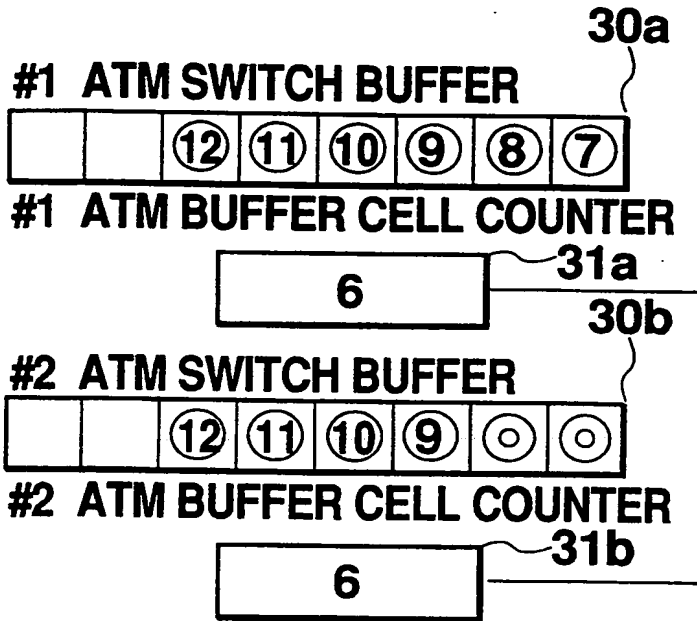 30a
#1 ATM SWITCH BUFFER
12 11 10 9 8 7
#1 ATM BUFFER CELL COUNTER
31a
6
30b
#2 ATM SWITCH BUFFER
12 11 10 9
#2 ATM BUFFER CELL COUNTER
31b
6